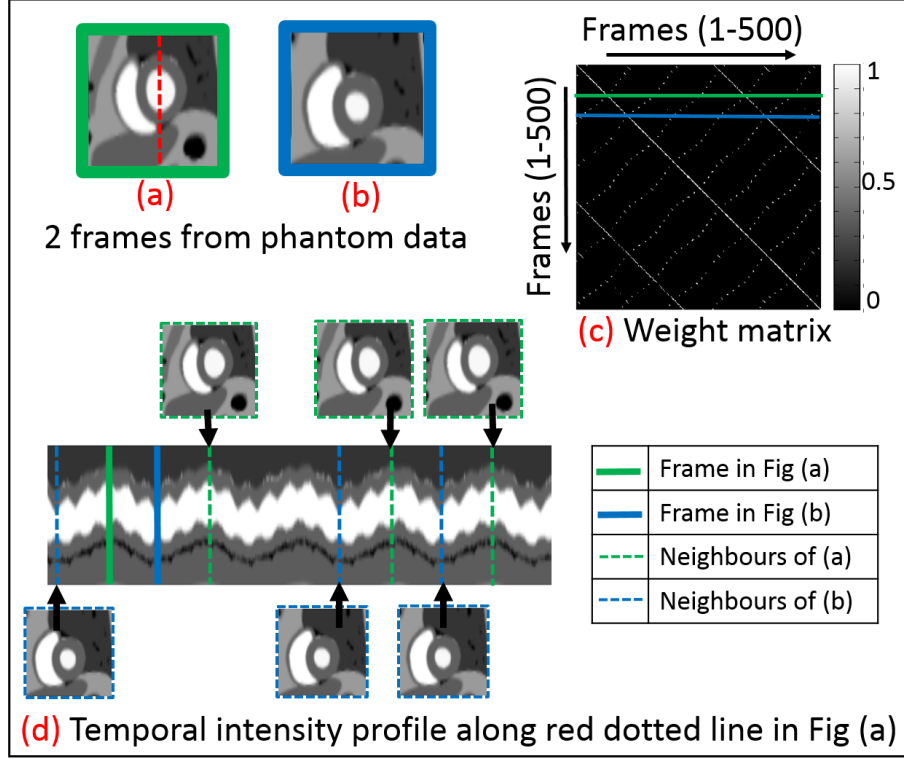 (a)
(b)
2 frames from phantom data
Frames (1-500)
Frames (1-500)
1
0.5
0
(c) Weight matrix
Frame in Fig (a)
Frame in Fig (b)
Neighbours of (a)
Neighbours of (b)
(d) Temporal intensity profile along red dotted line in Fig (a)